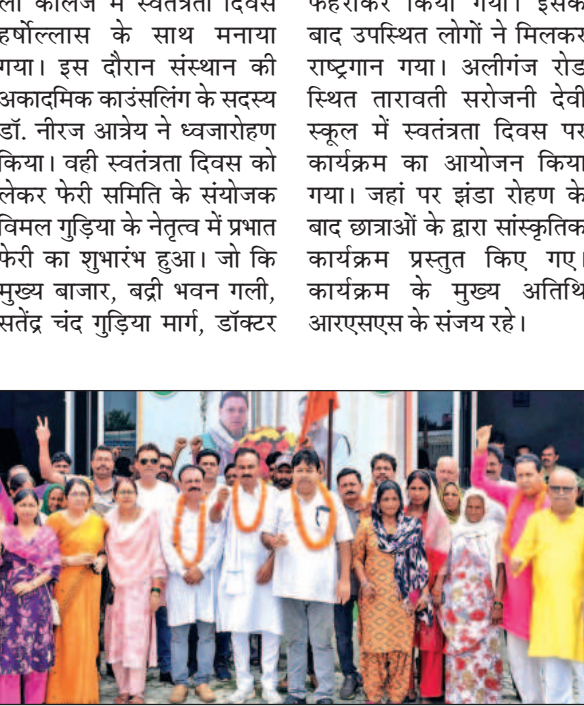 ला कॉलेज में स्वतंत्रता दिवस
हर्षोल्लास के साथ मनाया
गया। इस दौरान संस्थान की
अकादमिक काउंसलिंग के सदस्य
डॉ. नीरज आत्रेय ने ध्वजारोहण
किया। वही स्वतंत्रता दिवस को
लेकर फेरी समिति के संयोजक
विमल गुड़िया के नेतृत्व में प्रभात
फेरी का शुभारंभ हुआ। जो कि
मुख्य बाजार, बद्री भवन गली,
सतेंद्र चंद गुड़िया मार्ग, डॉक्टर
फहराकर किया गया। इसके
बाद उपस्थित लोगों ने मिलकर
राष्ट्रगान गया। अलीगंज रोड
स्थित तारावती सरोजनी देवी
स्कूल में स्वतंत्रता दिवस पर
कार्यक्रम का आयोजन किया
गया। जहां पर झंडा रोहण के
बाद छात्राओं के द्वारा सांस्कृतिक
कार्यक्रम प्रस्तुत किए गए।
कार्यक्रम के मुख्य अतिथि
आरएसएस के संजय रहे।